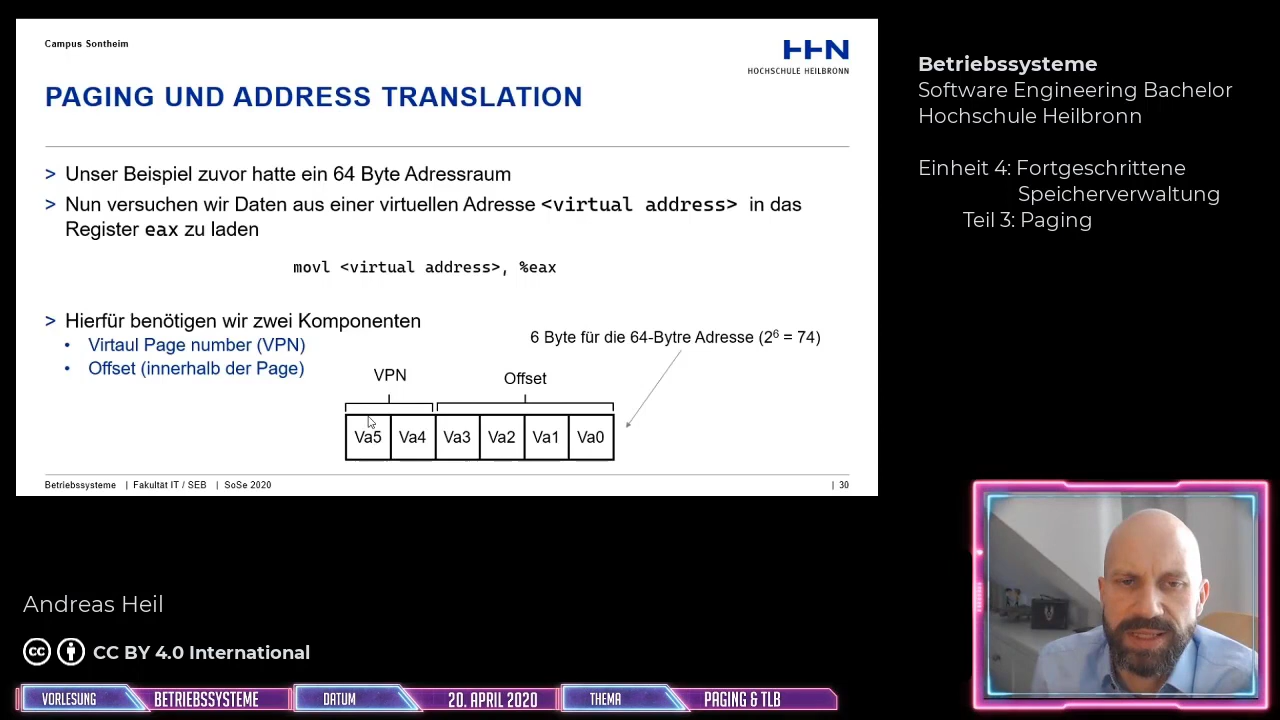 Campus Sontheim
HHN
HOCHSCHULE HEILBRONN
PAGING UND ADDRESS TRANSLATION
> Unser Beispiel zuvor hatte ein 64 Byte Adressraum
> Nun versuchen wir Daten aus einer virtuellen Adresse <virtual address> in das
Register eax zu laden
movl <virtual address>, %eax
> Hierfür benötigen wir zwei Komponenten
• Virtaul Page number (VPN)
• Offset (innerhalb der Page)
6 Byte für die 64-Bytre Adresse (2⁶ = 74)
VPN
Offset
Va5 Va4 Va3 Va2 Va1 Va0
Betriebssysteme | Fakultät IT / SEB | SoSe 2020
| 30
Betriebssysteme
Software Engineering Bachelor
Hochschule Heilbronn
Einheit 4: Fortgeschrittene
Speicherverwaltung
Teil 3: Paging
Andreas Heil
cc CC BY 4.0 International
VORLESUNG BETRIEBSSYSTEME DATUM 20. APRIL 2020 THEMA PAGING & TLB